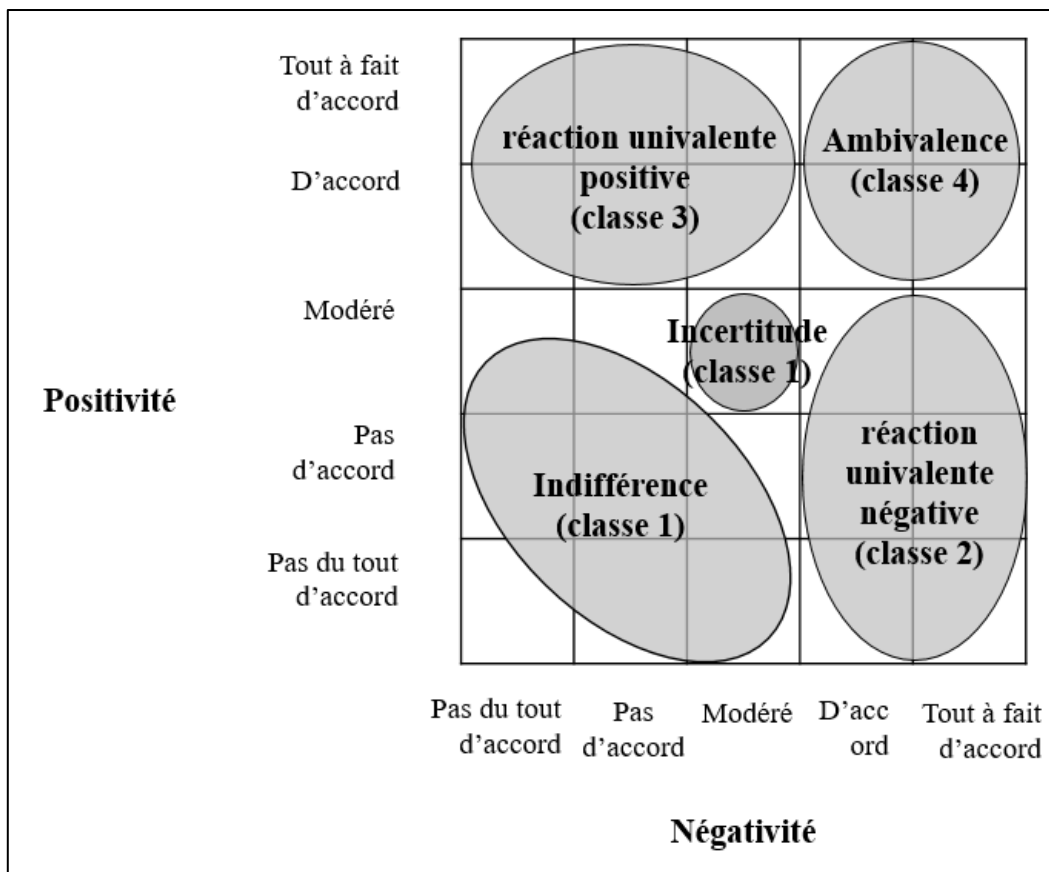 Tout à fait
d’accord
D’accord
Modéré
Positivité
Pas
d’accord
Pas du tout
d’accord
réaction univalente
positive
(classe 3)
Ambivalence
(classe 4)
Incertitude
(classe 1)
Indifférence
(classe 1)
réaction
univalente
négative
(classe 2)
Pas du tout
d’accord
Pas
d’accord
Modéré
D’acc
ord
Tout à fait
d’accord
Négativité